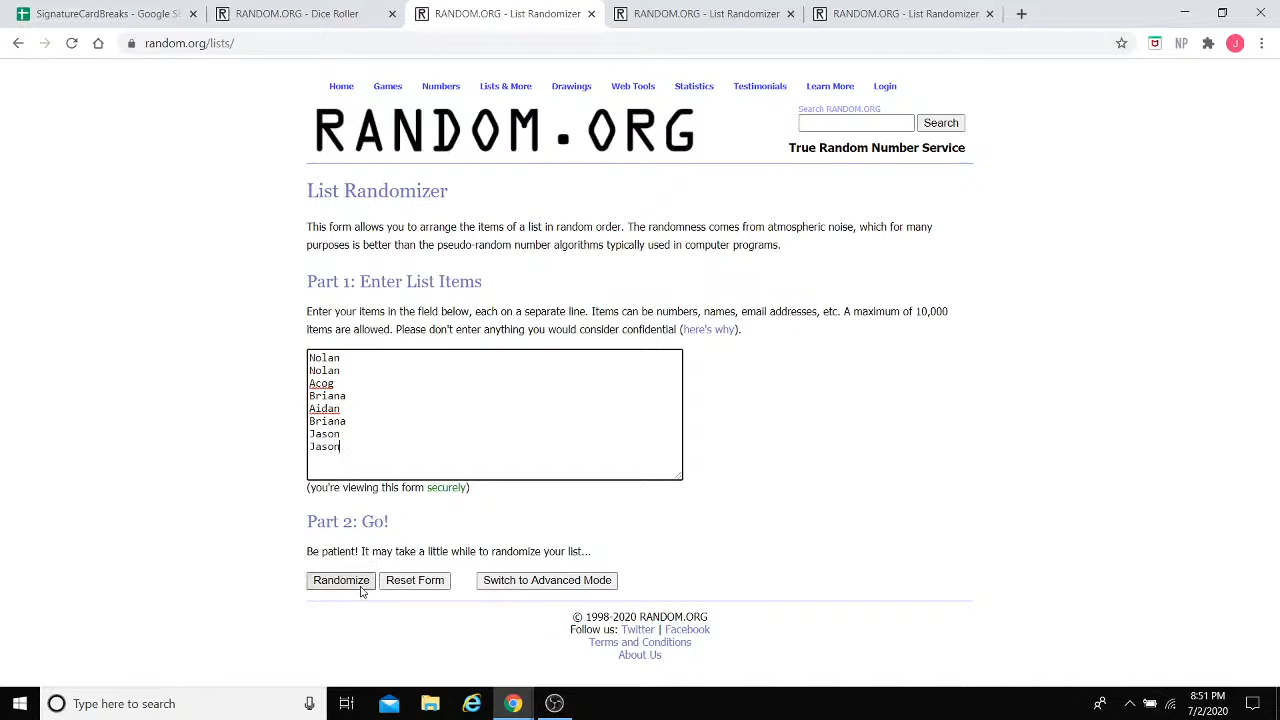 SignatureCardBreaks - Google S
RANDOM.ORG - Dice Roller
RANDOM.ORG - List Randomizer
RANDOM.ORG - List Randomizer
RANDOM.ORG - List Randomizer
random.org/lists/
NP
J
Home Games Numbers Lists & More Drawings Web Tools Statistics Testimonials Learn More Login
RANDOM.ORG
Search RANDOM.ORG
Search
True Random Number Service
List Randomizer
This form allows you to arrange the items of a list in random order. The randomness comes from atmospheric noise, which for many
purposes is better than the pseudo-random number algorithms typically used in computer programs.
Part 1: Enter List Items
Enter your items in the field below, each on a separate line. Items can be numbers, names, email addresses, etc. A maximum of 10,000
items are allowed. Please don't enter anything you would consider confidential (here's why).
Nolan
Nolan
Acog
Briana
Aidan
Briana
Jason
Jason
(you're viewing this form securely)
Part 2: Go!
Be patient! It may take a little while to randomize your list...
Randomize Reset Form Switch to Advanced Mode
© 1998-2020 RANDOM.ORG
Follow us: Twitter | Facebook
Terms and Conditions
About Us
Type here to search
8:51 PM
7/2/2020